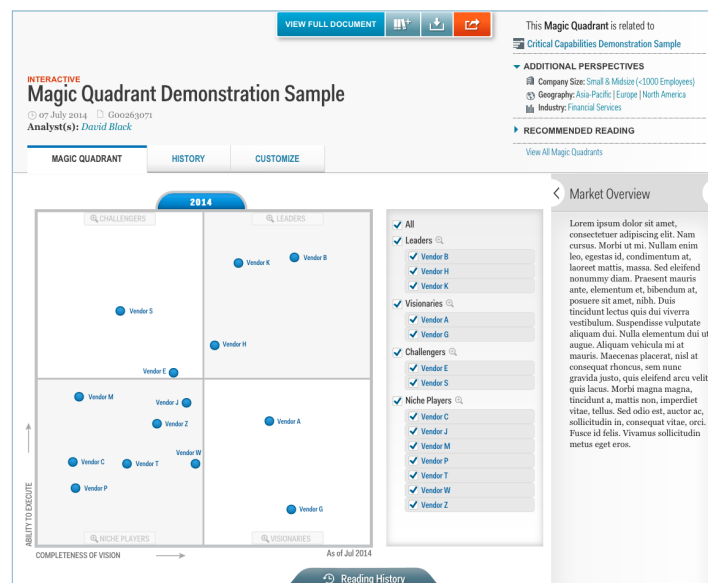 VIEW FULL DOCUMENT
This Magic Quadrant is related to
Critical Capabilities Demonstration Sample
ADDITIONAL PERSPECTIVES
Company Size: Small & Midsize (<1000 Employees)
Geography: Asia-Pacific | Europe | North America
Industry: Financial Services
RECOMMENDED READING
View All Magic Quadrants
INTERACTIVE
Magic Quadrant Demonstration Sample
07 July 2014 G00263071
Analyst(s): David Black
MAGIC QUADRANT HISTORY CUSTOMIZE
2014
CHALLENGERS LEADERS
Vendor B
Vendor K
Vendor S
Vendor H
Vendor E
Vendor M
Vendor J
Vendor Z
Vendor A
Vendor W
Vendor C
Vendor T
Vendor P
Vendor G
NICHE PLAYERS VISIONARIES
ABILITY TO EXECUTE
COMPLETENESS OF VISION
As of Jul 2014
All
Leaders
Vendor B
Vendor H
Vendor K
Visionaries
Vendor A
Vendor G
Challengers
Vendor E
Vendor S
Niche Players
Vendor C
Vendor J
Vendor M
Vendor P
Vendor T
Vendor W
Vendor Z
Market Overview
Lorem ipsum dolor sit amet,
consectetuer adipiscing elit. Nam
cursus. Morbi ut mi. Nullam enim
leo, egestas id, condimentum at,
laoreet mattis, massa. Sed eleifend
nonummy diam. Praesent mauris
ante, elementum et, bibendum at,
posuere sit amet, nibh. Duis
tincidunt lectus quis dui viverra
vestibulum. Suspendisse vulputate
aliquam dui. Nulla elementum dui ut
augue. Aliquam vehicula mi at
mauris. Maecenas placerat, nisl at
consequat rhoncus, sem nunc
gravida justo, quis eleifend arcu velit
quis lacus. Morbi magna magna,
tincidunt a, mattis non, imperdiet
vitae, tellus. Sed odio est, auctor ac,
sollicitudin in, consequat vitae, orci.
Fusce id felis. Vivamus sollicitudin
metus eget eros.
Reading History